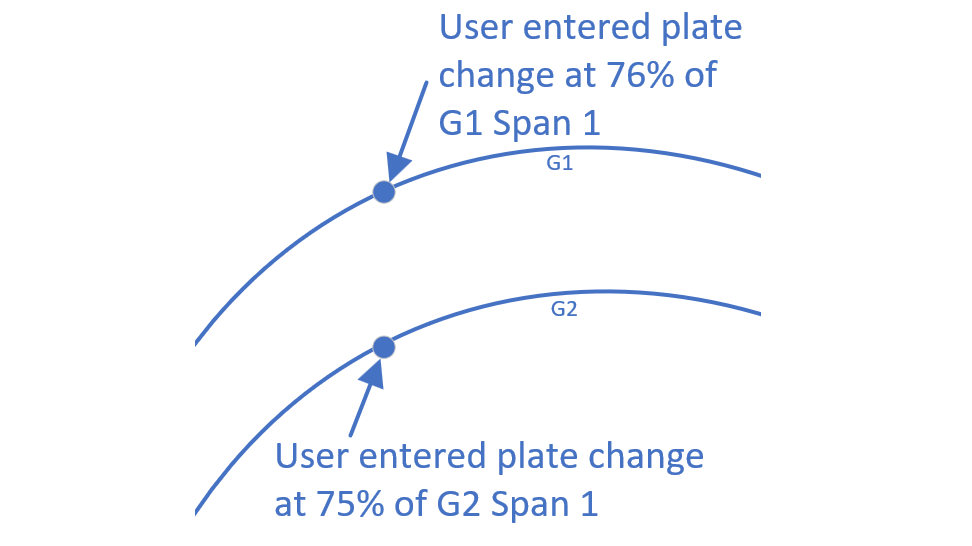 User entered plate
change at 76% of
G1 Span 1
G1
G2
User entered plate change
at 75% of G2 Span 1